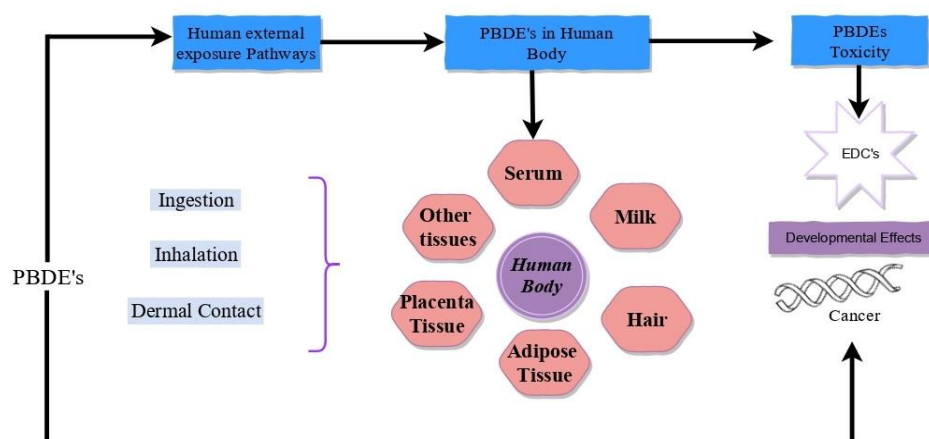 Human external
exposure Pathways
PBDE's in Human
Body
PBDEs
Toxicity
EDC's
Serum
Other
tissues
Milk
Ingestion
Inhalation
Dermal Contact
PBDE's
Human
Body
Placenta
Tissue
Hair
Adipose
Tissue
Developmental Effects
Cancer